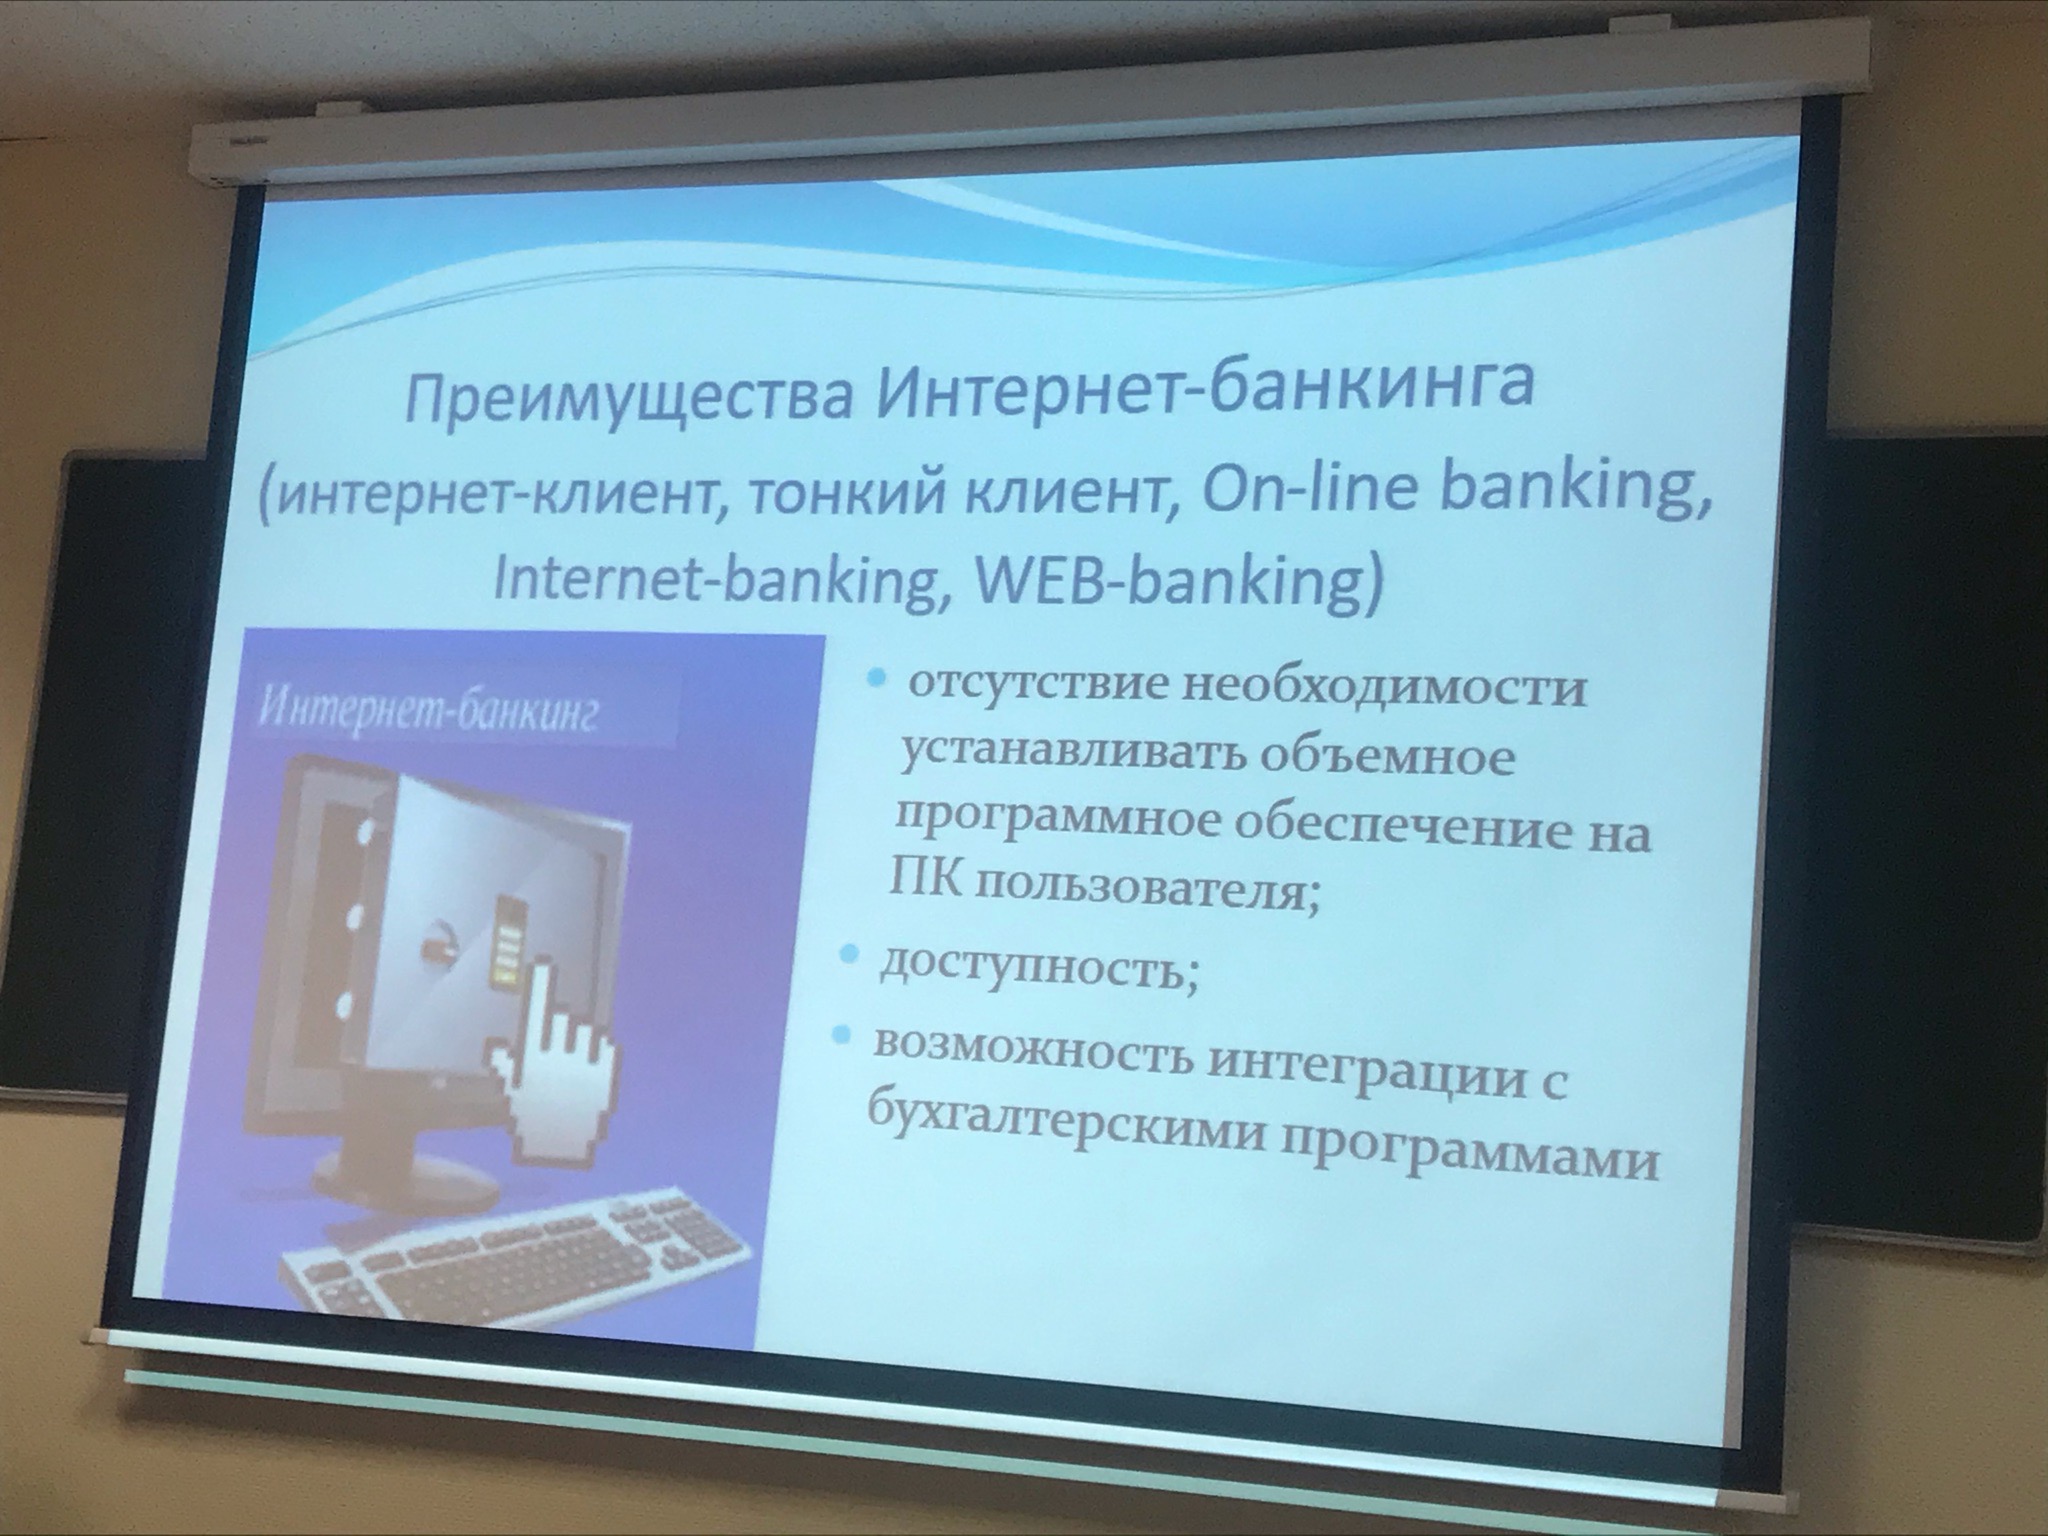 Преимущества Интернет-банкинга
(интернет-клиент, тонкий клиент, On-line banking,
Internet-banking, WEB-banking)
Интернет-банкинг
отсутствие необходимости
устанавливать объемное
программное обеспечение на
ПК пользователя;
доступность;
возможность интеграции с
бухгалтерскими программами